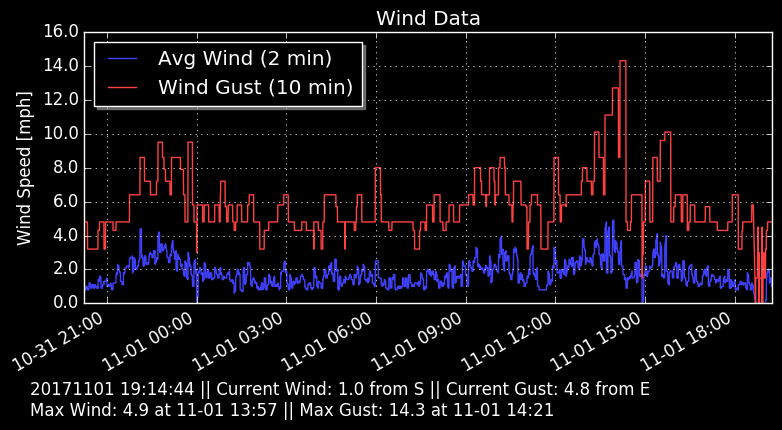 Wind Data
Wind Speed [mph]
16.0
14.0
12.0
10.0
8.0
6.0
4.0
2.0
0.0
Avg Wind (2 min)
Wind Gust (10 min)
10-31 21:00
11-01 00:00
11-01 03:00
11-01 06:00
11-01 09:00
11-01 12:00
11-01 15:00
11-01 18:00
20171101 19:14:44 || Current Wind: 1.0 from S || Current Gust: 4.8 from E
Max Wind: 4.9 at 11-01 13:57 || Max Gust: 14.3 at 11-01 14:21